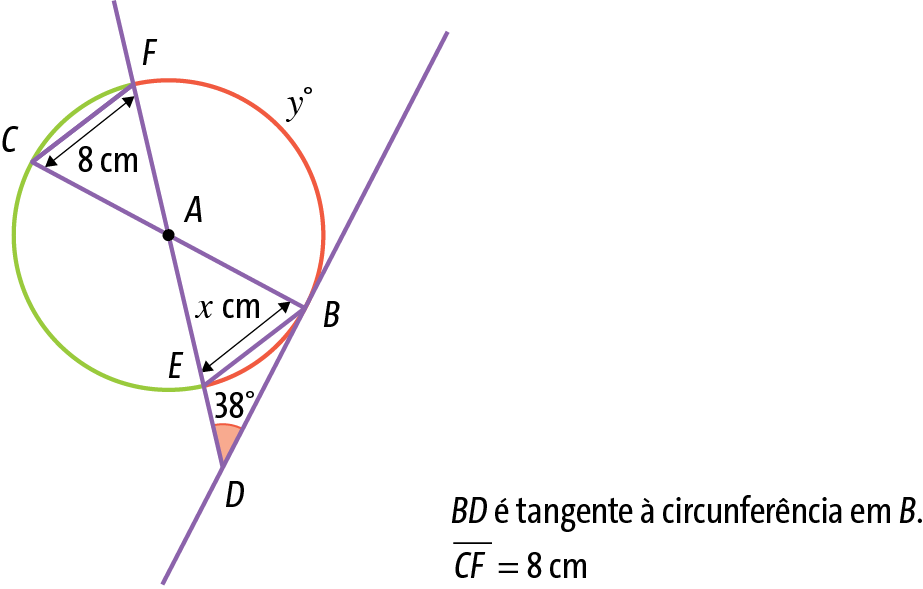 F
y°
C
8 cm
A
x cm
B
E
38°
D
BD é tangente à circunferência em B.
CF = 8 cm